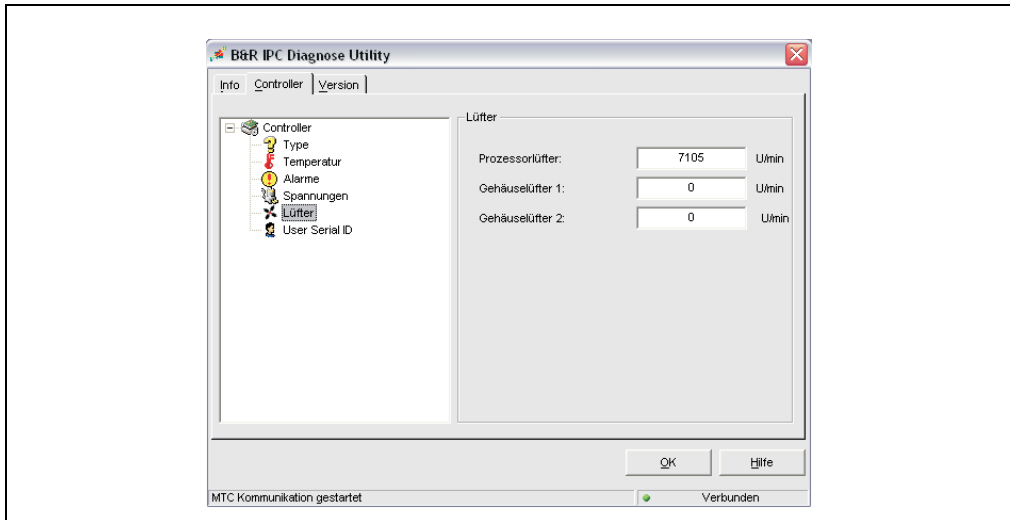 B&R IPC Diagnose Utility
Info Controller Version
Controller
Type
Temperatur
Alarme
Spannungen
Lüfter
User Serial ID
Lüfter
Prozessorlüfter: 7105 U/min
Gehäuselüfter 1: 0 U/min
Gehäuselüfter 2: 0 U/min
OK Hilfe
MTC Kommunikation gestartet Verbunden